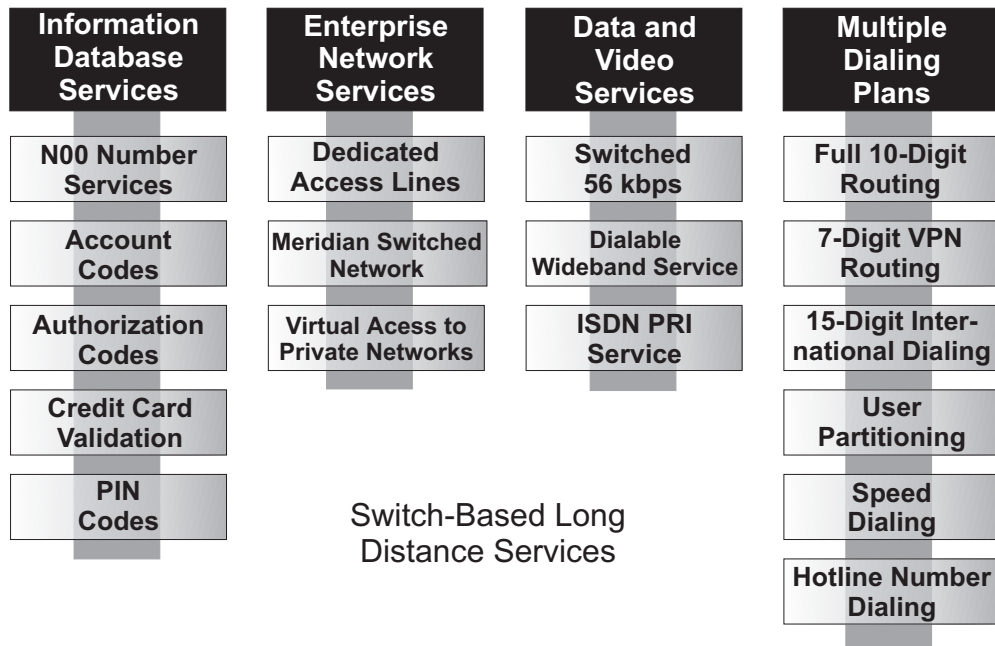 Information
Database
Services
N00 Number
Services
Account
Codes
Authorization
Codes
Credit Card
Validation
PIN
Codes
Enterprise
Network
Services
Dedicated
Access Lines
Meridian Switched
Network
Virtual Acess to
Private Networks
Data and
Video
Services
Switched
56 kbps
Dialable
Wideband Service
ISDN PRI
Service
Multiple
Dialing
Plans
Full 10-Digit
Routing
7-Digit VPN
Routing
15-Digit Inter-
national Dialing
User
Partitioning
Speed
Dialing
Hotline Number
Dialing
Switch-Based Long
Distance Services